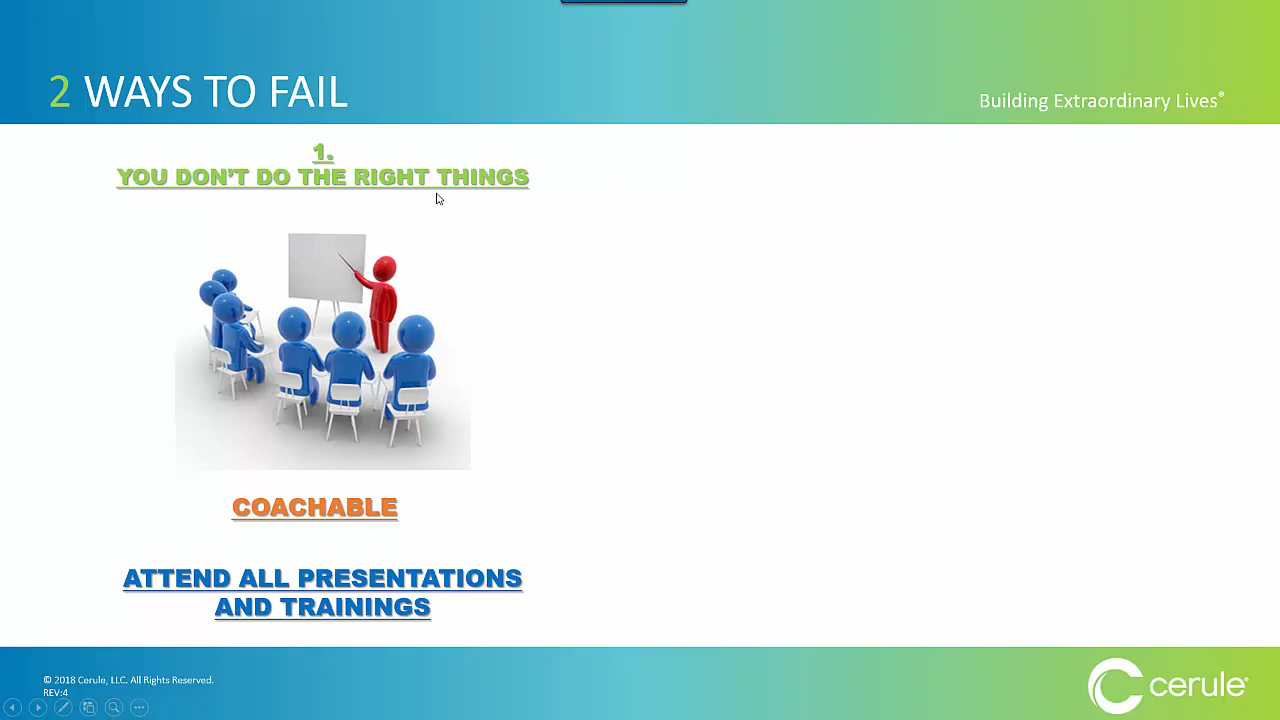 2 WAYS TO FAIL
Building Extraordinary Lives®
1.
YOU DON'T DO THE RIGHT THINGS
COACHABLE
ATTEND ALL PRESENTATIONS
AND TRAININGS
© 2018 Cerule, LLC. All Rights Reserved.
REV:4
cerule®